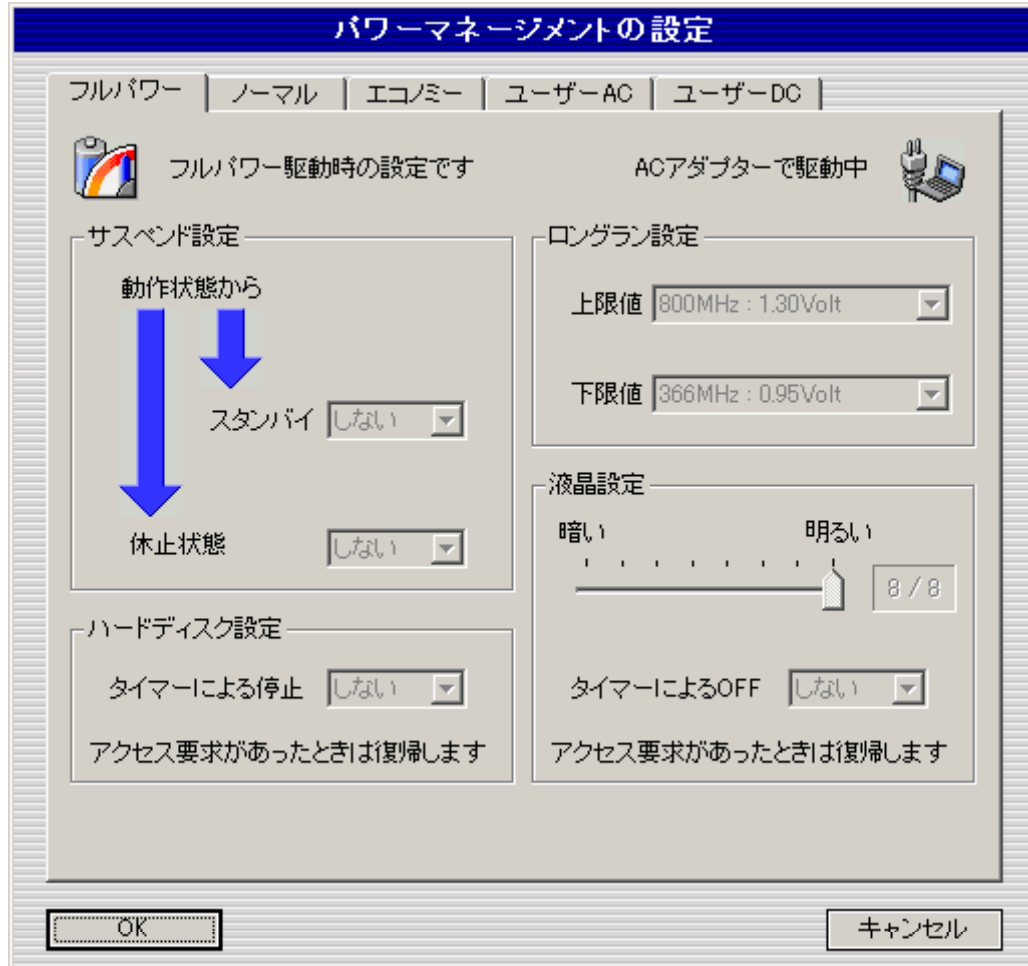 パワーマネージメントの設定
フルパワー ノーマル エコノミー ユーザーAC ユーザーDC
フルパワー駆動時の設定です
ACアダプターで駆動中
サスペンド設定
動作状態から
スタンバイ しない
休止状態 しない
ハードディスク設定
タイマーによる停止 しない
アクセス要求があったときは復帰します
ロングラン設定
上限値 800MHz : 1.30Volt
下限値 366MHz : 0.95Volt
液晶設定
暗い 明るい
8 / 8
タイマーによるOFF しない
アクセス要求があったときは復帰します
OK キャンセル